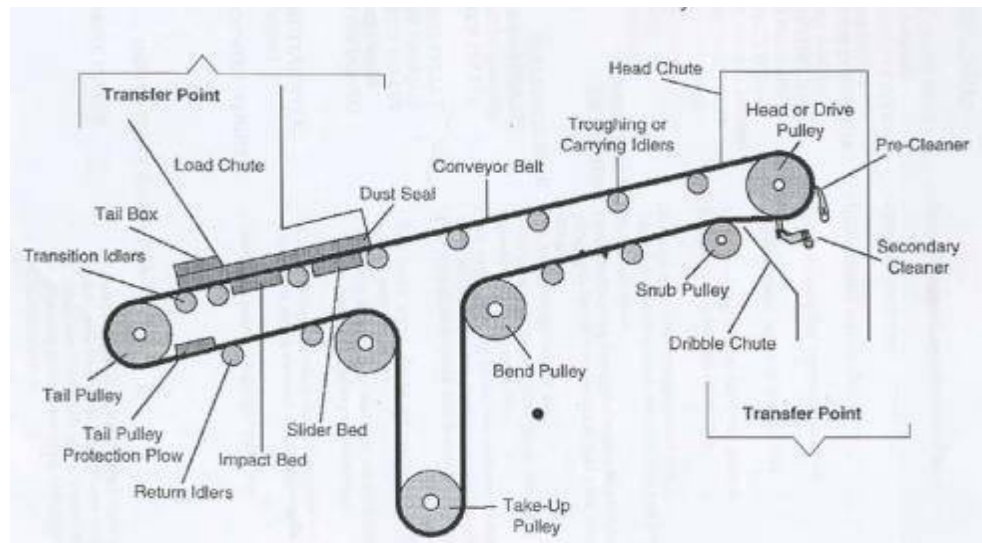 Transfer Point
Load Chute
Tail Box
Transition Idlers
Dust Seal
Conveyor Belt
Troughing or
Carrying Idlers
Head Chute
Head or Drive
Pulley
Pre-Cleaner
Secondary
Cleaner
Snub Pulley
Dribble Chute
Transfer Point
Bend Pulley
Tail Pulley
Tail Pulley
Protection Plow
Return Idlers
Impact Bed
Slider Bed
Take-Up
Pulley